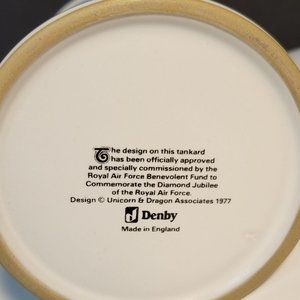 The design on this tankard
has been officially approved
and specially commissioned by the
Royal Air Force Benevolent Fund to
Commemorate the Diamond Jubilee
of the Royal Air Force.
Design © Unicorn & Dragon Associates 1977
Denby
Made in England